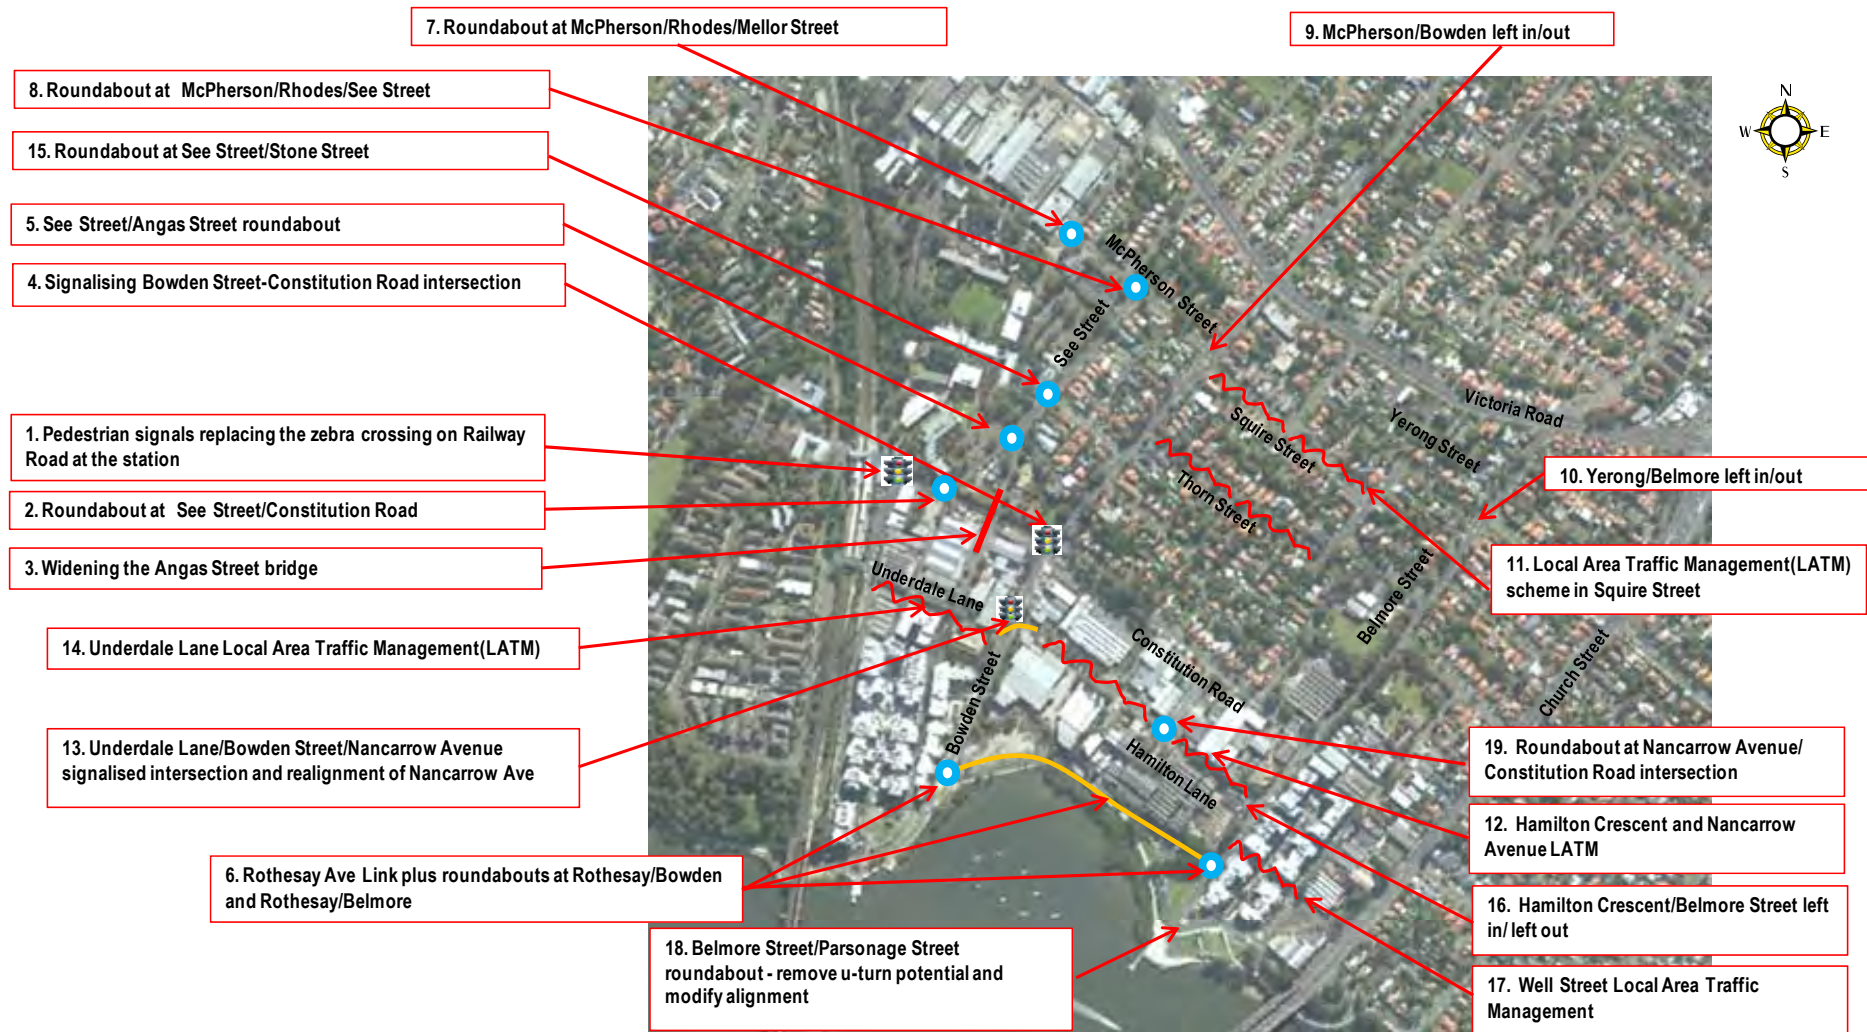 7. Roundabout at McPherson/Rhodes/Mellor Street
9. McPherson/Bowden left in/out
8. Roundabout at McPherson/Rhodes/See Street
15. Roundabout at See Street/Stone Street
5. See Street/Angas Street roundabout
4. Signalising Bowden Street-Constitution Road intersection
1. Pedestrian signals replacing the zebra crossing on Railway
Road at the station
2. Roundabout at See Street/Constitution Road
3. Widening the Angas Street bridge
14. Underdale Lane Local Area Traffic Management(LATM)
13. Underdale Lane/Bowden Street/Nancarrow Avenue
signalised intersection and realignment of Nancarrow Ave
6. Rothesay Ave Link plus roundabouts at Rothesay/Bowden
and Rothesay/Belmore
18. Belmore Street/Parsonage Street
roundabout - remove u-turn potential and
modify alignment
N
W
E
S
McPherson Street
See Street
Victoria Road
Yerong Street
Squire Street
Thorn Street
Belmore Street
Church Street
Underdale Lane
Constitution Road
Bowden Street
Hamilton Lane
10. Yerong/Belmore left in/out
11. Local Area Traffic Management(LATM)
scheme in Squire Street
19. Roundabout at Nancarrow Avenue/
Constitution Road intersection
12. Hamilton Crescent and Nancarrow
Avenue LATM
16. Hamilton Crescent/Belmore Street left
in/ left out
17. Well Street Local Area Traffic
Management